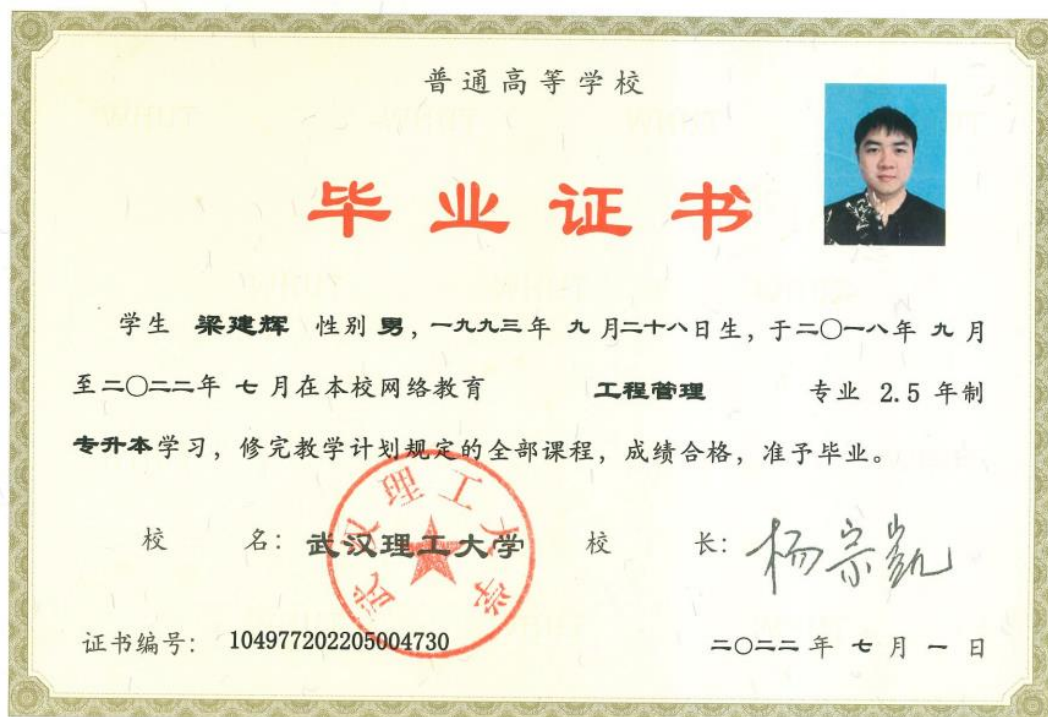 普通高等学校
毕业证书
学生 梁建辉 性别 男，一九九三年 九 月二十八日生，于二〇一八年 九 月
至二〇二二年 七 月在本校网络教育 工程管理 专业 2.5 年制
专升本学习，修完教学计划规定的全部课程，成绩合格，准予毕业。
校 名：武汉理工大学 校 长：杨宗凯
武汉理工大学
证书编号： 104977202205004730 二〇二二 年 七 月 一 日